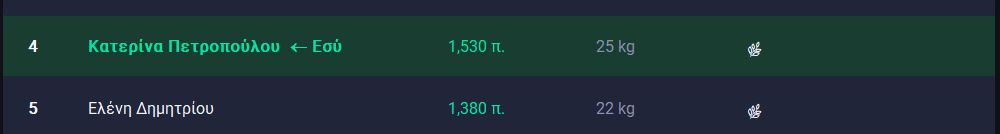 4 Κατερίνα Πετροπούλου ← Εσύ 1,530 π. 25 kg
5 Ελένη Δημητρίου 1,380 π. 22 kg